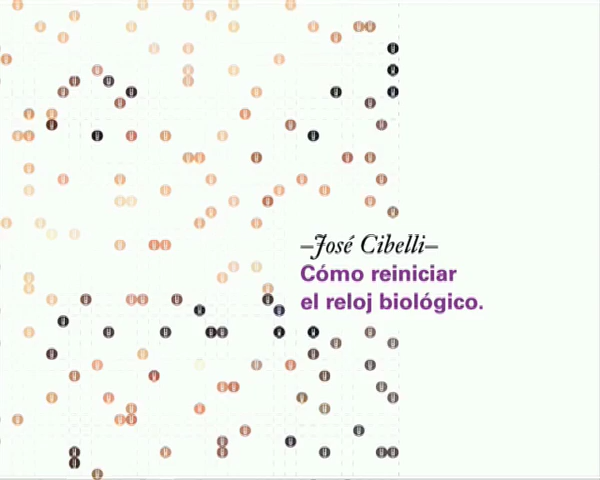 –José Cibelli–
Cómo reiniciar
el reloj biológico.